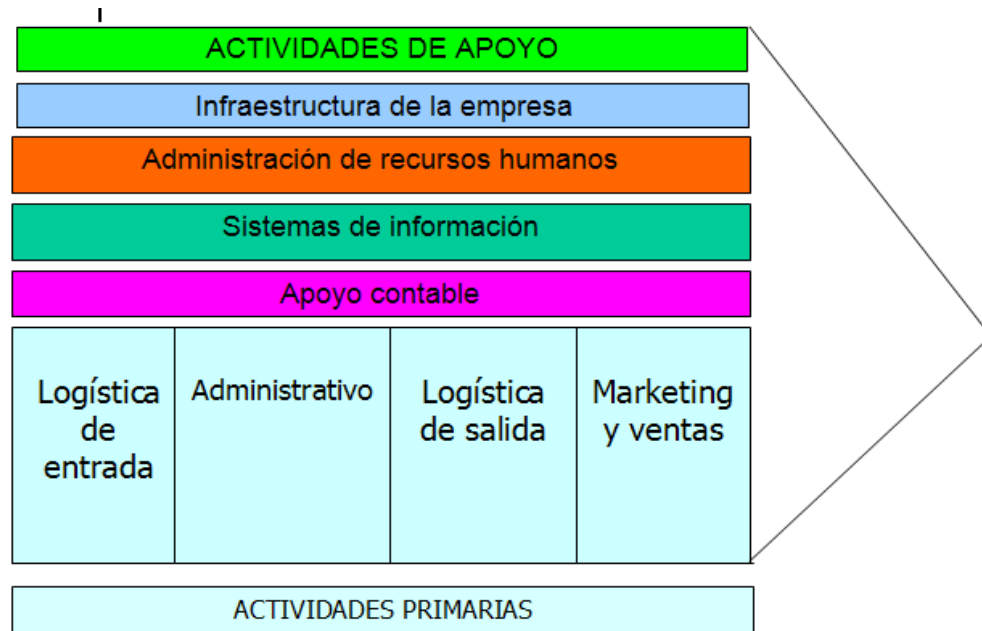 ACTIVIDADES DE APOYO
Infraestructura de la empresa
Administración de recursos humanos
Sistemas de información
Apoyo contable
Logística
de
entrada
Administrativo
Logística
de salida
Marketing
y ventas
ACTIVIDADES PRIMARIAS